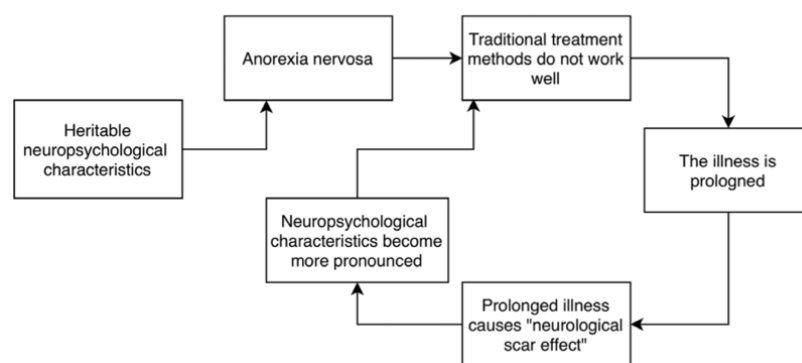 Heritable
neuropsychological
characteristics
Anorexia nervosa
Traditional treatment
methods do not work
well
The illness is
prologned
Prolonged illness
causes "neurological
scar effect"
Neuropsychological
characteristics become
more pronounced